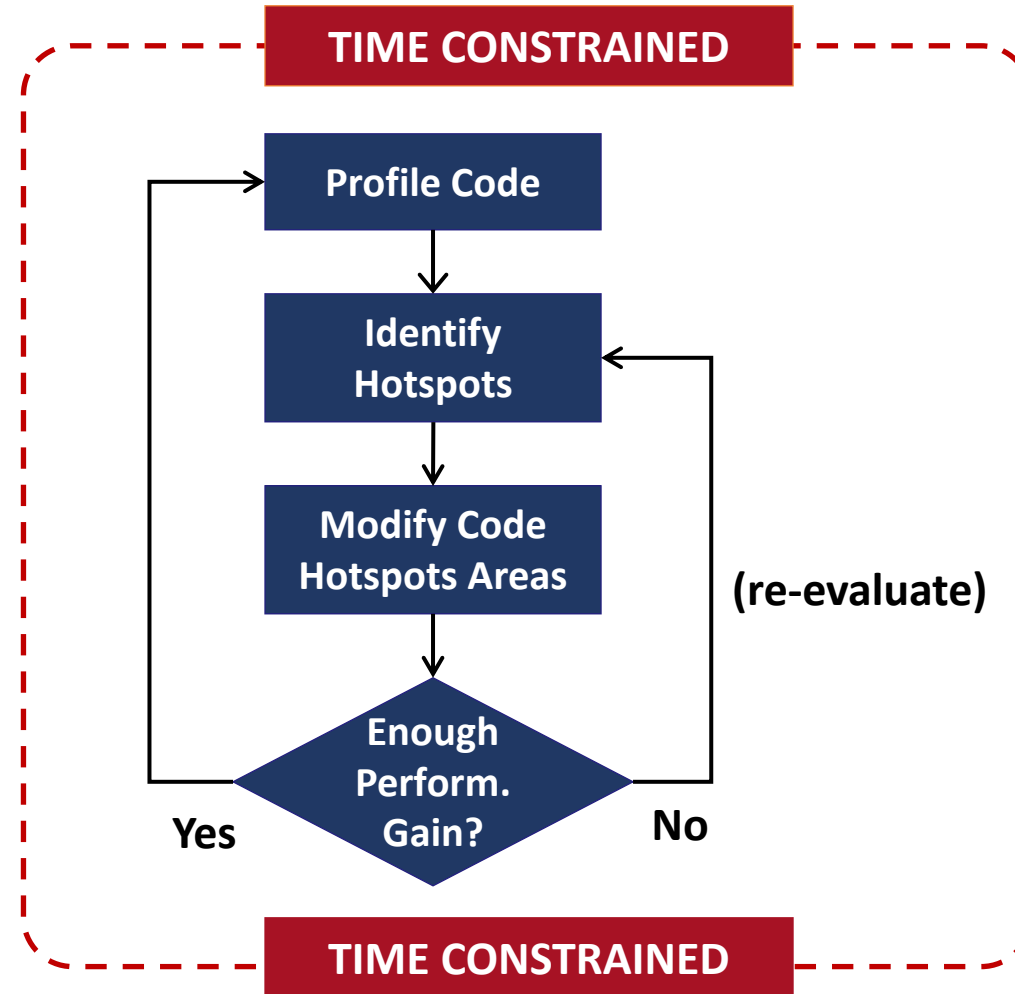 TIME CONSTRAINED
Profile Code
Identify
Hotspots
Modify Code
Hotspots Areas
(re-evaluate)
Enough
Perform.
Gain?
Yes
No
TIME CONSTRAINED